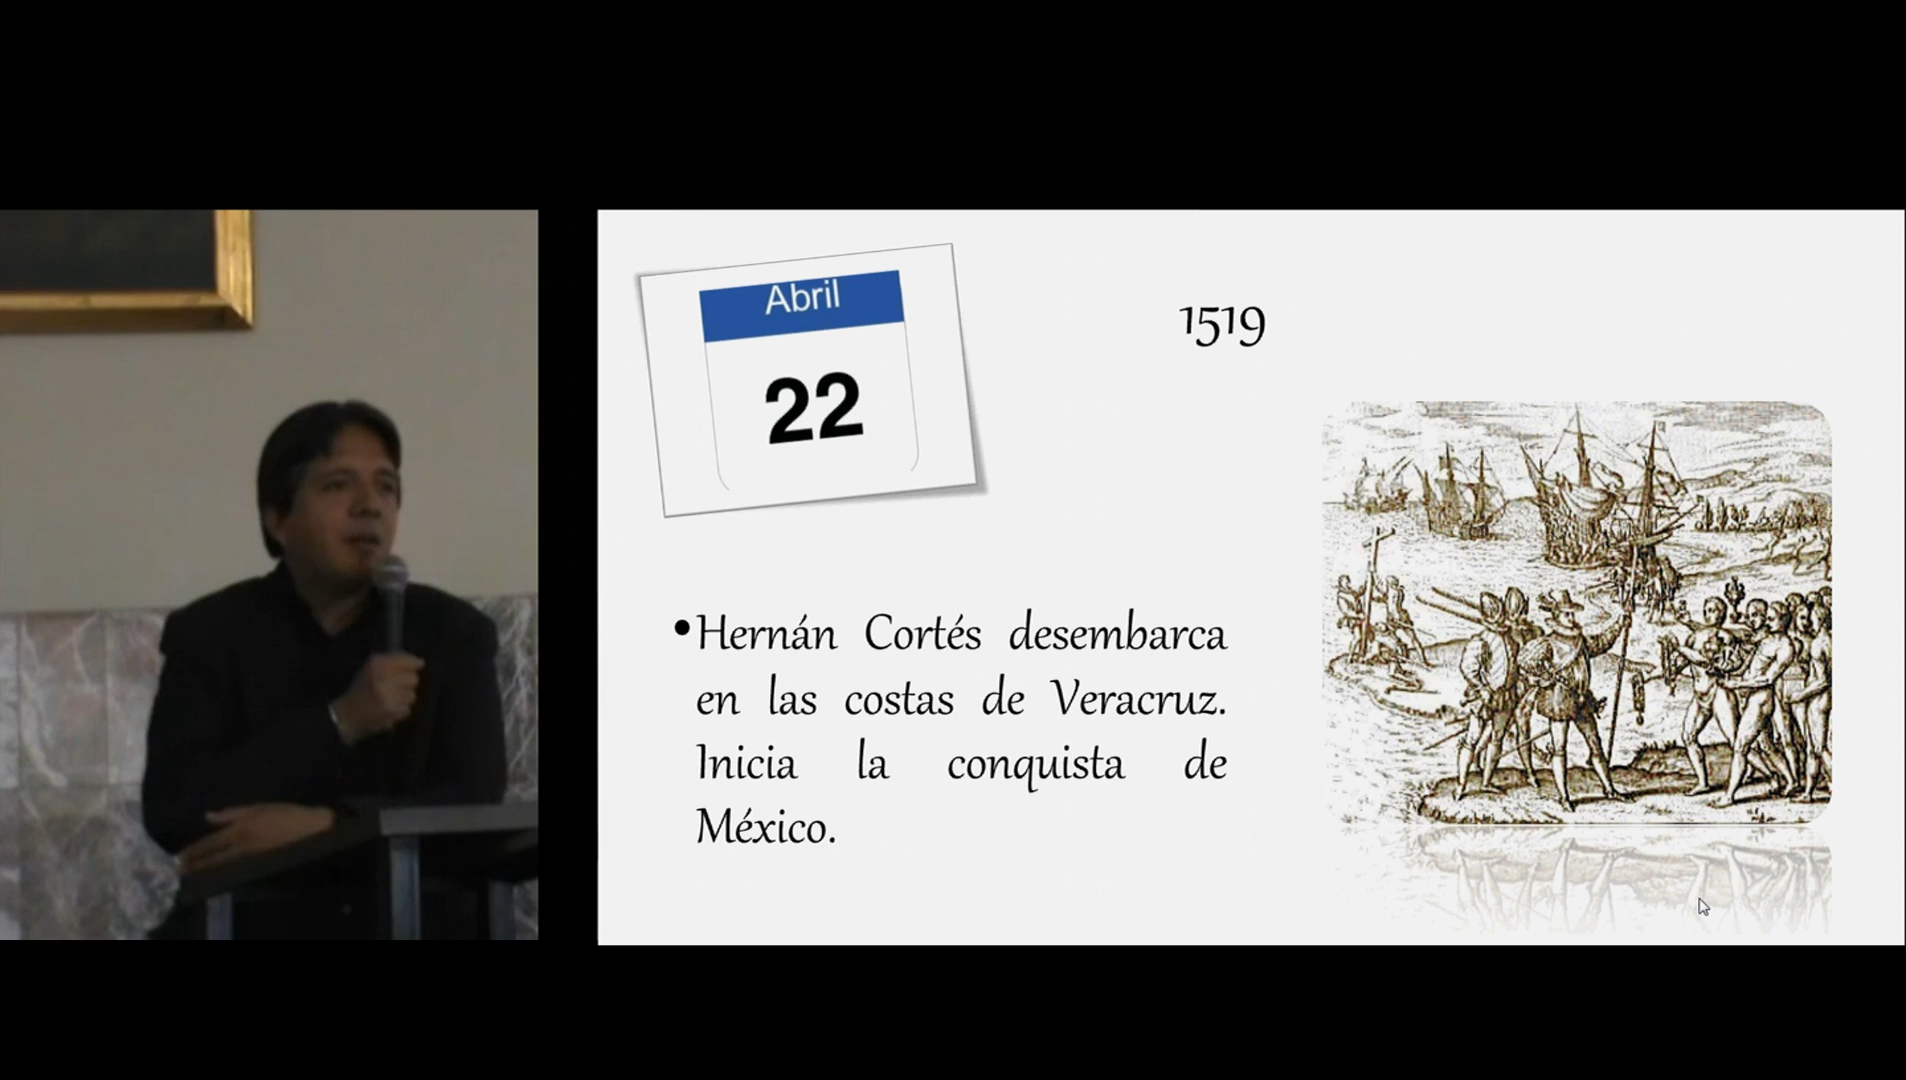 Abril
22
1519
•Hernán Cortés desembarca
en las costas de Veracruz.
Inicia la conquista de
México.